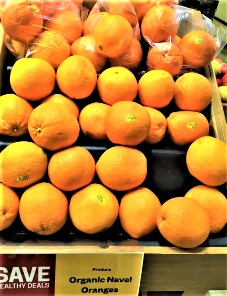 SAVE
HEALTHY DEALS
Produce
Organic Navel
Oranges